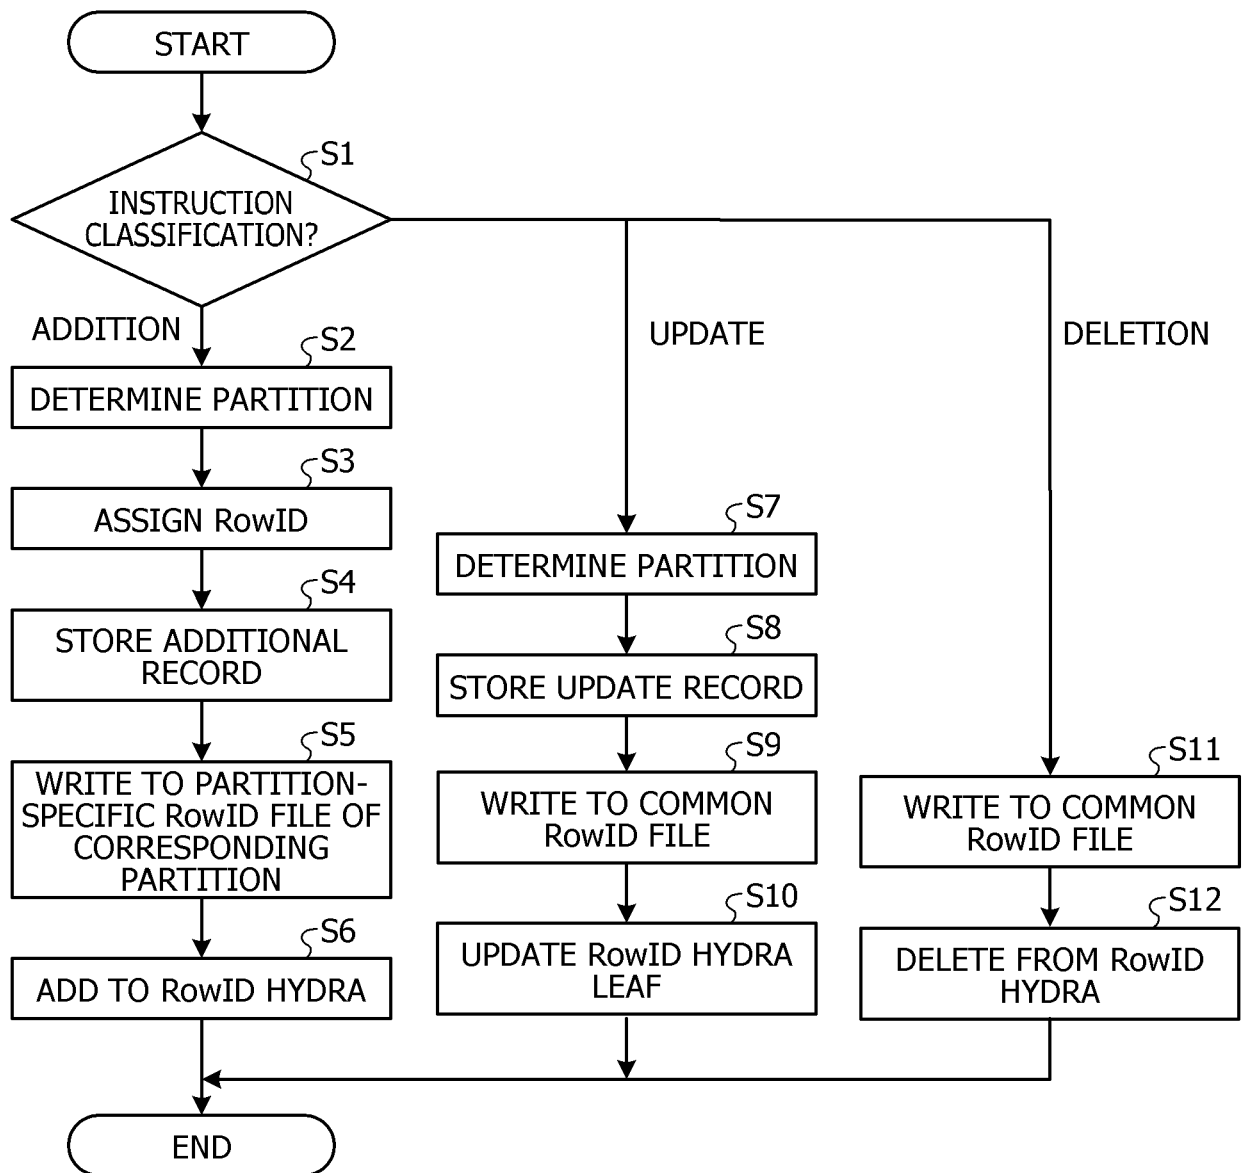 START
S1
INSTRUCTION
CLASSIFICATION?
ADDITION
UPDATE
DELETION
S2
DETERMINE PARTITION
S3
ASSIGN RowID
S4
STORE ADDITIONAL
RECORD
S5
WRITE TO PARTITION-
SPECIFIC RowID FILE OF
CORRESPONDING
PARTITION
S6
ADD TO RowID HYDRA
S7
DETERMINE PARTITION
S8
STORE UPDATE RECORD
S9
WRITE TO COMMON
RowID FILE
S10
UPDATE RowID HYDRA
LEAF
S11
WRITE TO COMMON
RowID FILE
S12
DELETE FROM RowID
HYDRA
END